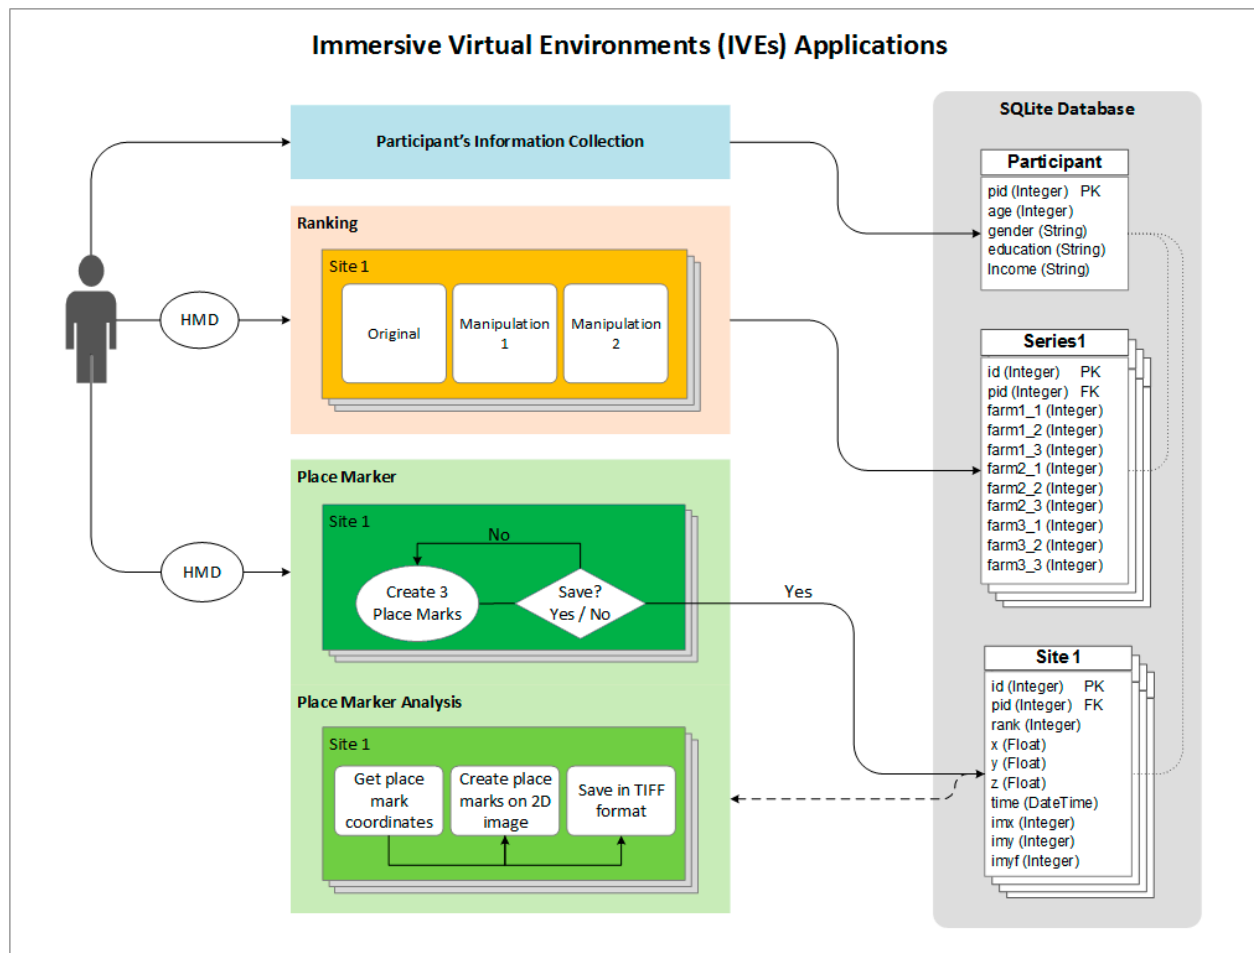 Immersive Virtual Environments (IVEs) Applications
Participant's Information Collection
Ranking
Site 1
Original
Manipulation
1
Manipulation
2
HMD
Place Marker
Site 1
No
Create 3
Place Marks
Save?
Yes / No
Yes
HMD
Place Marker Analysis
Site 1
Get place
mark
coordinates
Create place
marks on 2D
image
Save in TIFF
format
SQLite Database
Participant
pid (Integer) PK
age (Integer)
gender (String)
education (String)
Income (String)
Series1
id (Integer) PK
pid (Integer) FK
farm1_1 (Integer)
farm1_2 (Integer)
farm1_3 (Integer)
farm2_1 (Integer)
farm2_2 (Integer)
farm2_3 (Integer)
farm3_1 (Integer)
farm3_2 (Integer)
farm3_3 (Integer)
Site 1
id (Integer) PK
pid (Integer) FK
rank (Integer)
x (Float)
y (Float)
z (Float)
time (DateTime)
imx (Integer)
imy (Integer)
imyf (Integer)